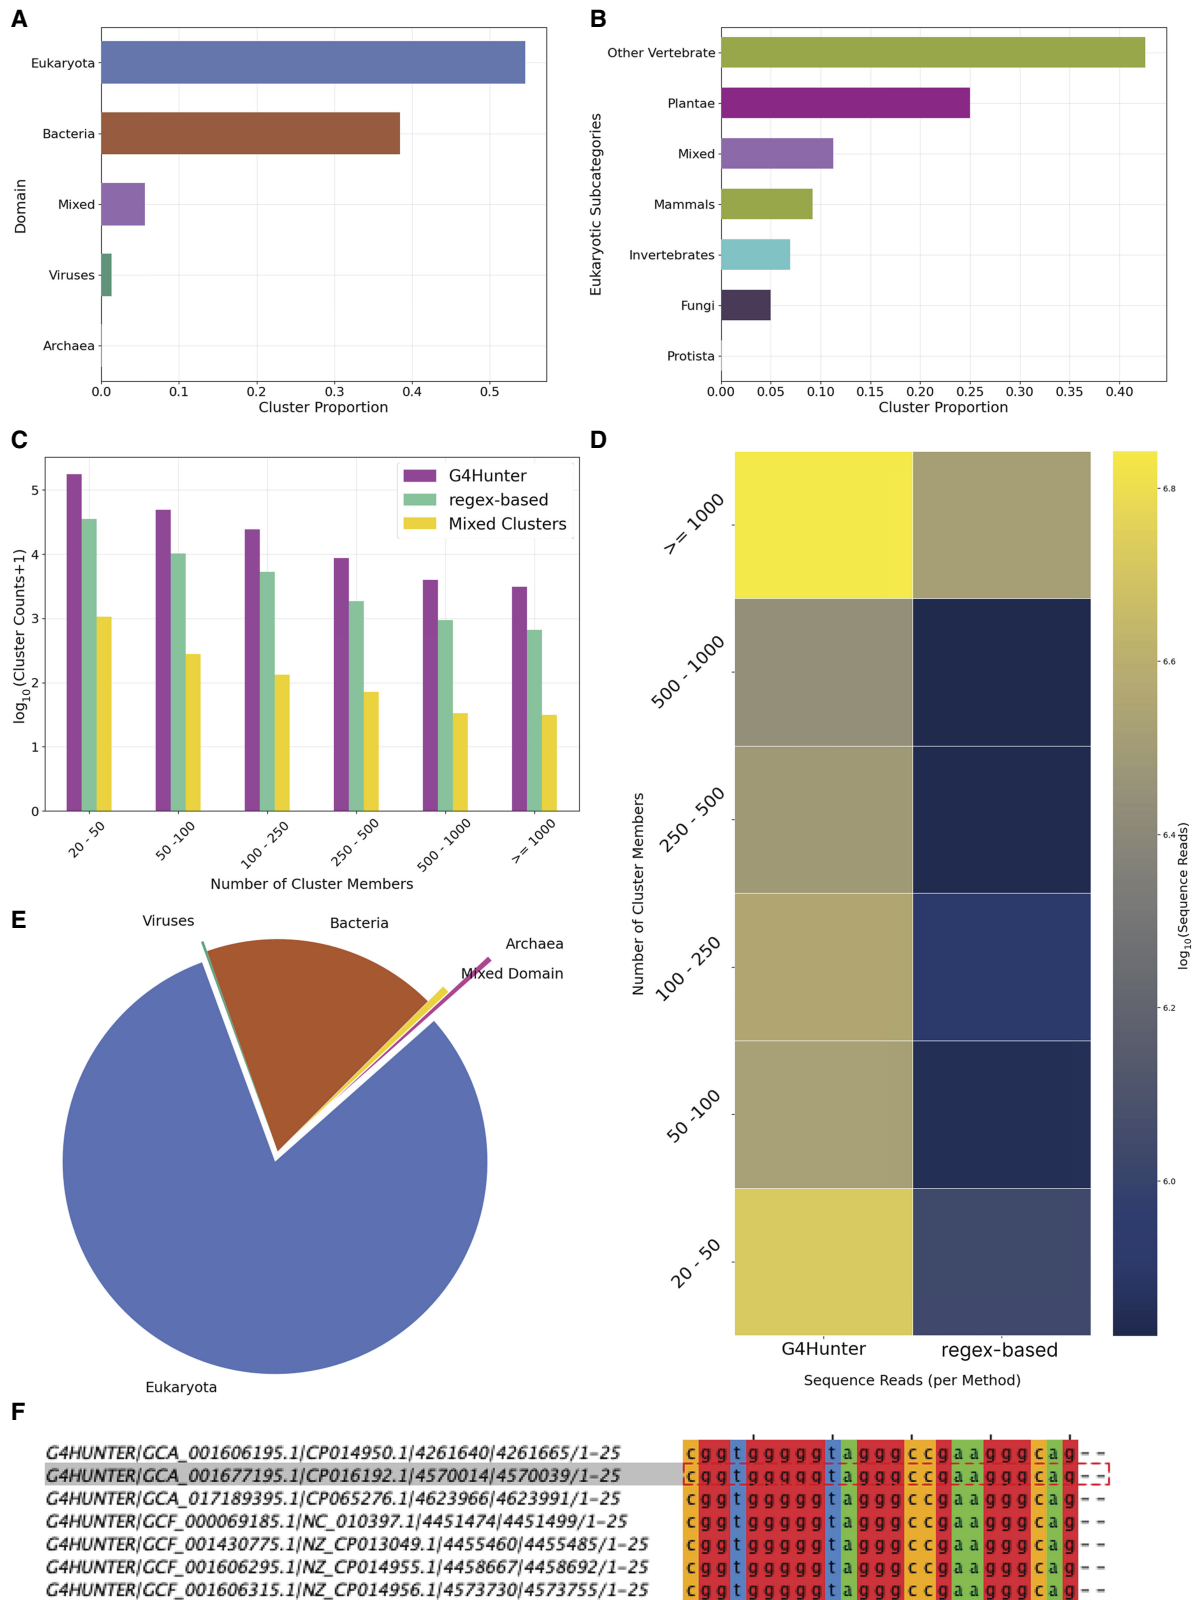 A
Eukaryota
Bacteria
Mixed
Viruses
Archaea
Domain
0.0 0.1 0.2 0.3 0.4 0.5
Cluster Proportion
B
Other Vertebrate
Plantae
Mixed
Mammals
Invertebrates
Fungi
Protista
Eukaryotic Subcategories
0.00 0.05 0.10 0.15 0.20 0.25 0.30 0.35 0.40
Cluster Proportion
C
G4Hunter
regex-based
Mixed Clusters
5
4
3
2
1
0
log10(Cluster Counts+1)
20 - 50
50 -100
100 - 250
250 - 500
500 - 1000
>= 1000
Number of Cluster Members
D
>= 1000
500 - 1000
250 - 500
100 - 250
50 -100
20 - 50
Number of Cluster Members
G4Hunter regex-based
Sequence Reads (per Method)
6.8
6.6
6.4
6.2
6.0
log10(Sequence Reads)
E
Viruses
Bacteria
Archaea
Mixed Domain
Eukaryota
F
G4HUNTER|GCA_001606195.1|CP014950.1|4261640|4261665/1-25 cggtgggggtagggccgaagggcag--
G4HUNTER|GCA_001677195.1|CP016192.1|4570014|4570039/1-25 cggtgggggtagggccgaagggcag--
G4HUNTER|GCA_017189395.1|CP065276.1|4623966|4623991/1-25 cggtgggggtagggccgaagggcag--
G4HUNTER|GCF_000069185.1|NC_010397.1|4451474|4451499/1-25 cggtgggggtagggccgaagggcag--
G4HUNTER|GCF_001430775.1|NZ_CP013049.1|4455460|4455485/1-25 cggtgggggtagggccgaagggcag--
G4HUNTER|GCF_001606295.1|NZ_CP014955.1|4458667|4458692/1-25 cggtgggggtagggccgaagggcag--
G4HUNTER|GCF_001606315.1|NZ_CP014956.1|4573730|4573755/1-25 cggtgggggtagggccgaagggcag--